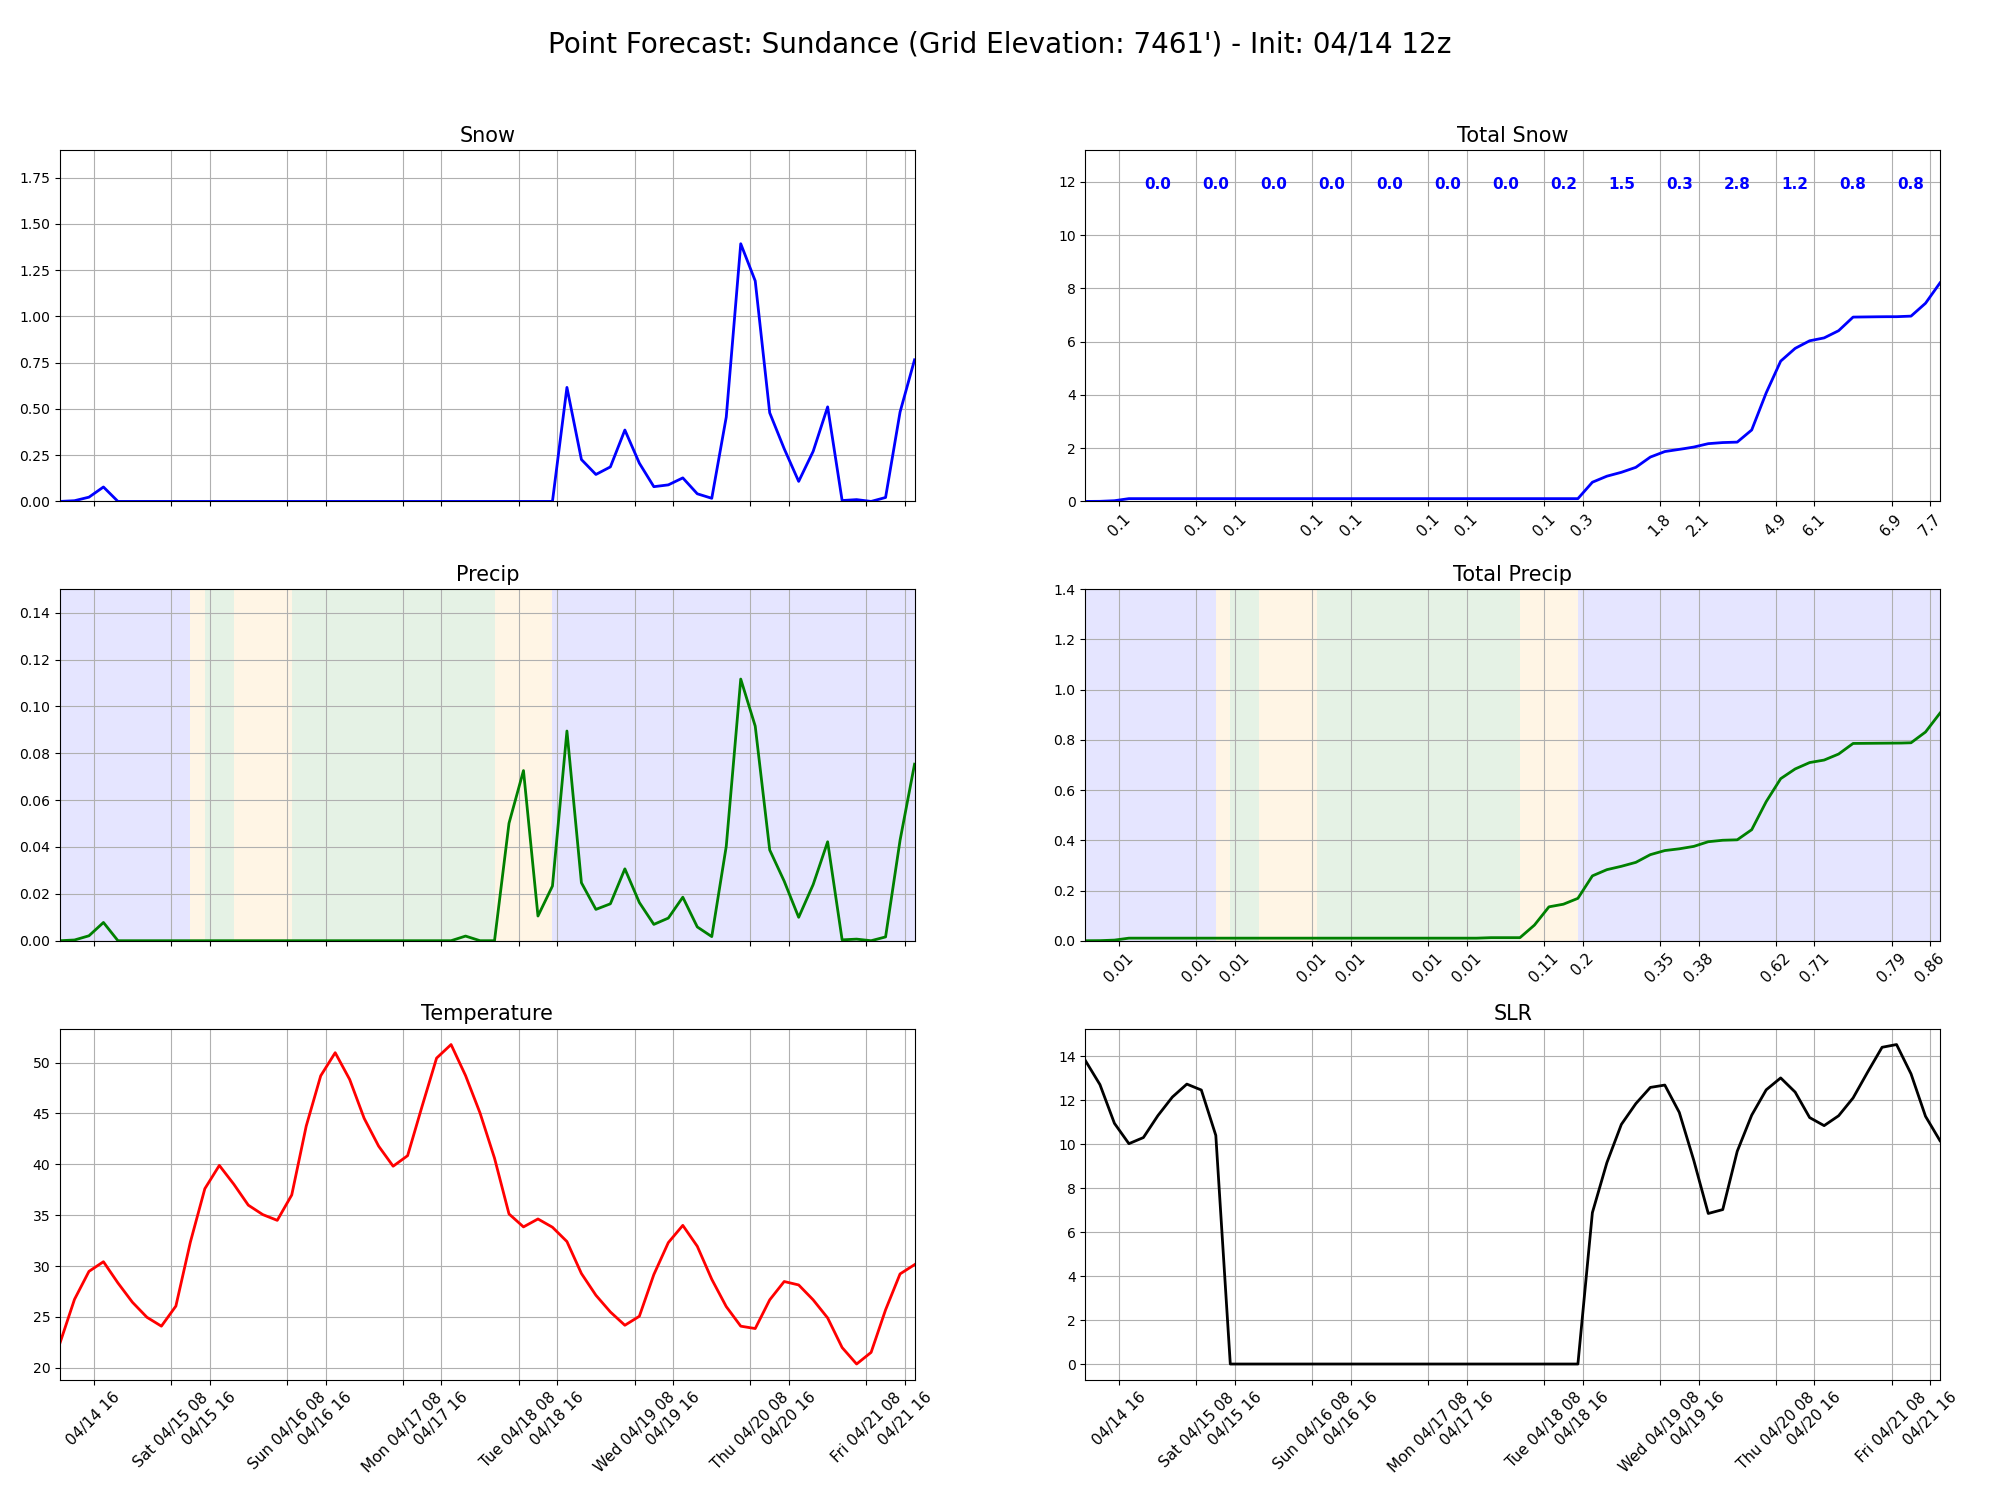 Point Forecast: Sundance (Grid Elevation: 7461') - Init: 04/14 12z
Snow
1.75
1.50
1.25
1.00
0.75
0.50
0.25
0.00
Total Snow
12
10
8
6
4
2
0
0.0 0.0 0.0 0.0 0.0 0.0 0.0 0.2 1.5 0.3 2.8 1.2 0.8 0.8
0.1 0.1 0.1 0.1 0.1 0.1 0.1 0.1 0.3 1.8 2.1 4.9 6.1 6.9 7.7
Precip
0.14
0.12
0.10
0.08
0.06
0.04
0.02
0.00
Total Precip
1.4
1.2
1.0
0.8
0.6
0.4
0.2
0.0
0.01 0.01 0.01 0.01 0.01 0.01 0.01 0.11 0.2 0.35 0.38 0.62 0.71 0.79 0.86
Temperature
50
45
40
35
30
25
20
04/14 16
Sat 04/15 08
04/15 16
Sun 04/16 08
04/16 16
Mon 04/17 08
04/17 16
Tue 04/18 08
04/18 16
Wed 04/19 08
04/19 16
Thu 04/20 08
04/20 16
Fri 04/21 08
04/21 16
SLR
14
12
10
8
6
4
2
0
04/14 16
Sat 04/15 08
04/15 16
Sun 04/16 08
04/16 16
Mon 04/17 08
04/17 16
Tue 04/18 08
04/18 16
Wed 04/19 08
04/19 16
Thu 04/20 08
04/20 16
Fri 04/21 08
04/21 16